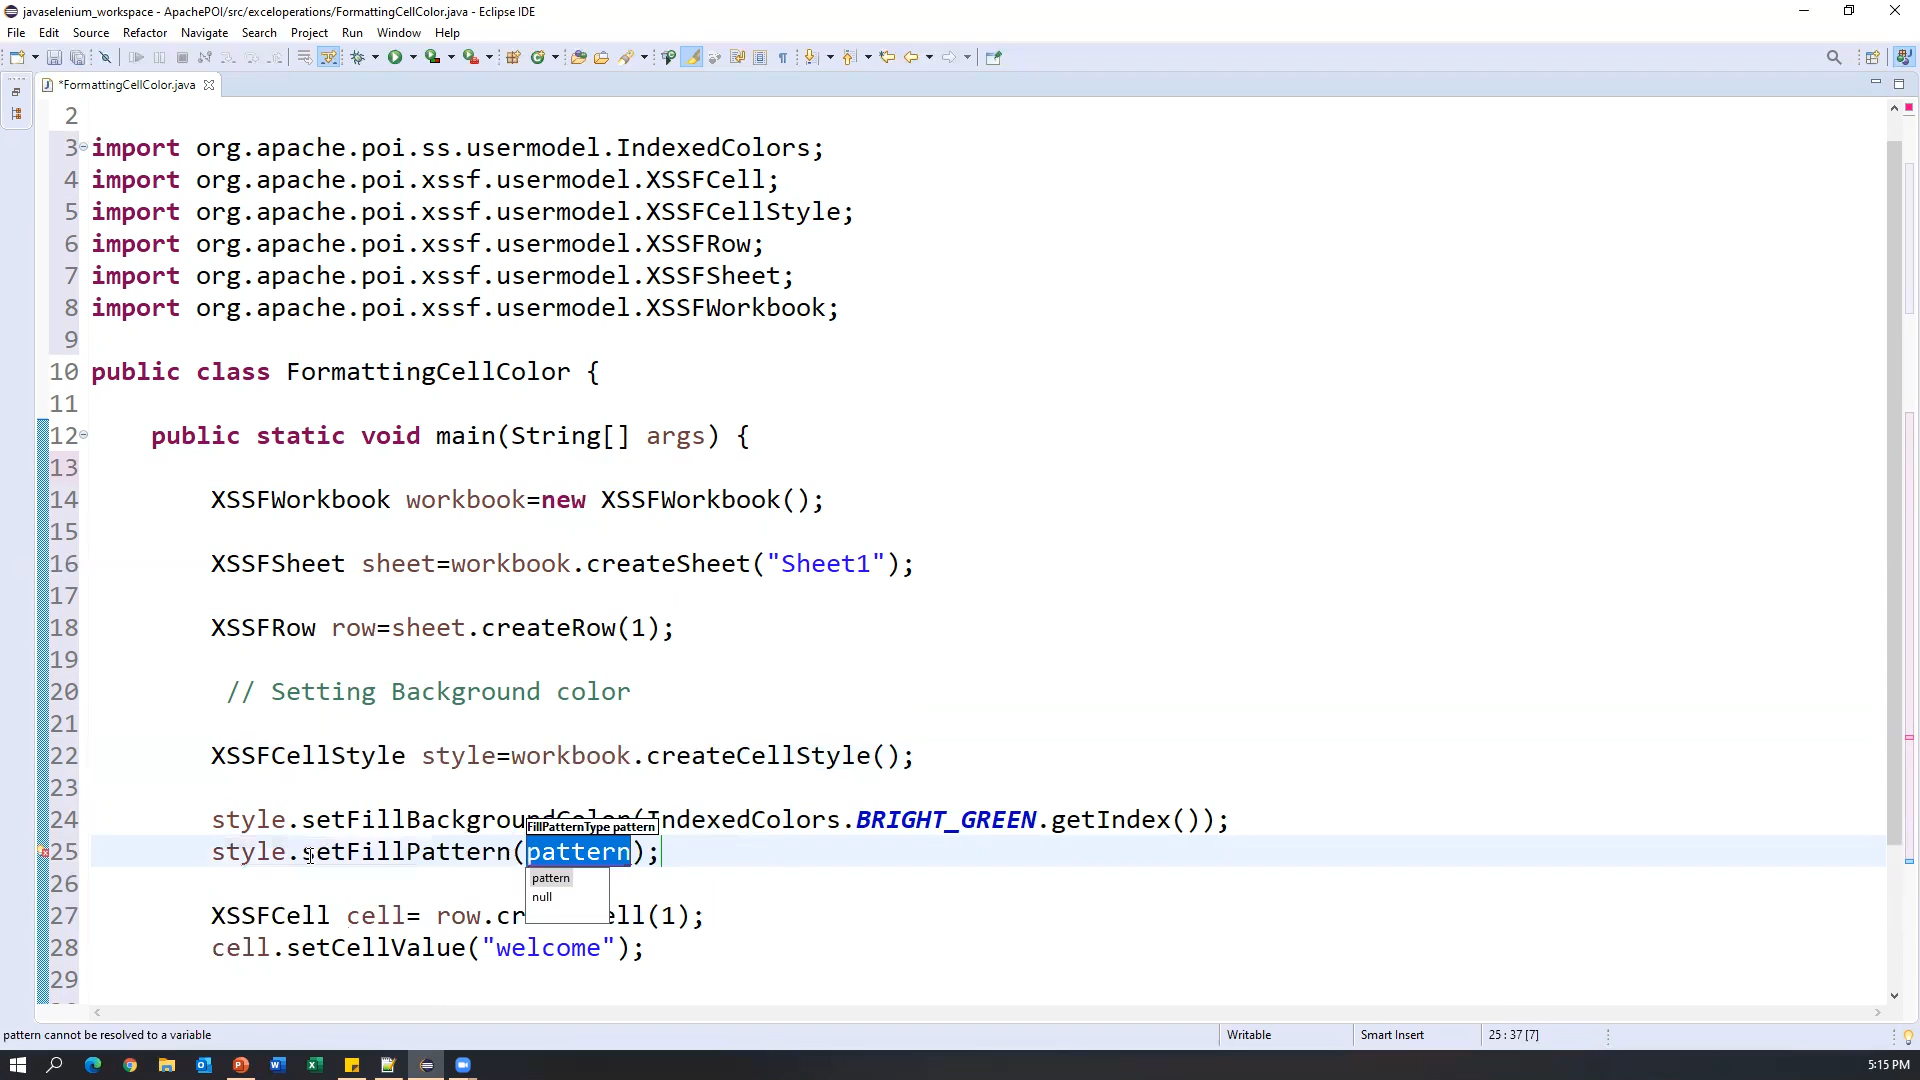 javaselenium_workspace - ApachePOI/src/exceloperations/FormattingCellColor.java - Eclipse IDE
File Edit Source Refactor Navigate Search Project Run Window Help
*FormattingCellColor.java
2
3 import org.apache.poi.ss.usermodel.IndexedColors;
4 import org.apache.poi.xssf.usermodel.XSSFCell;
5 import org.apache.poi.xssf.usermodel.XSSFCellStyle;
6 import org.apache.poi.xssf.usermodel.XSSFRow;
7 import org.apache.poi.xssf.usermodel.XSSFSheet;
8 import org.apache.poi.xssf.usermodel.XSSFWorkbook;
9
10 public class FormattingCellColor {
11
12 public static void main(String[] args) {
13
14 XSSFWorkbook workbook=new XSSFWorkbook();
15
16 XSSFSheet sheet=workbook.createSheet("Sheet1");
17
18 XSSFRow row=sheet.createRow(1);
19
20 // Setting Background color
21
22 XSSFCellStyle style=workbook.createCellStyle();
23
24 style.setFillBackgroundColor(IndexedColors.BRIGHT_GREEN.getIndex());
FillPatternType pattern
25 style.setFillPattern(pattern);
pattern
null
26
27 XSSFCell cell= row.cr ell(1);
28 cell.setCellValue("welcome");
29
pattern cannot be resolved to a variable Writable Smart Insert 25 : 37 [7]
5:15 PM